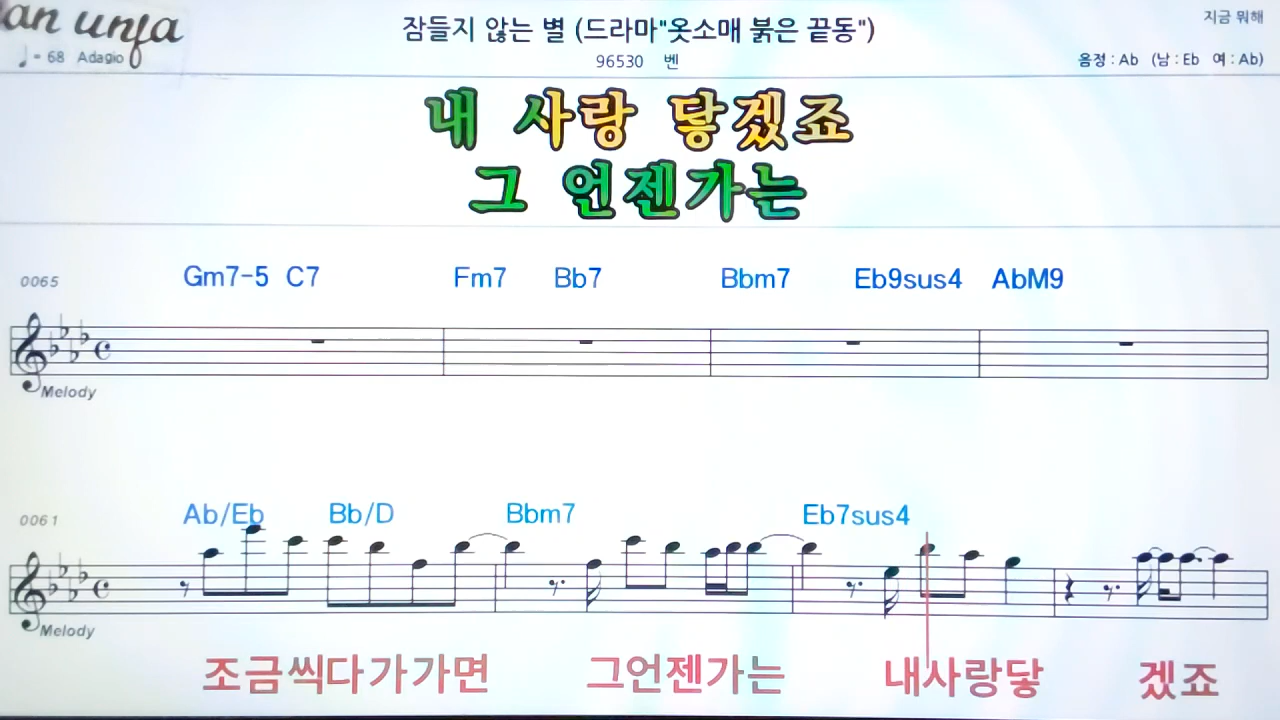 an unfa
♩= 68 Adagio
잠들지 않는 별 (드라마"옷소매 붉은 끝동")
96530 벤
지금 뭐해
음정 : Ab (남 : Eb 여 : Ab)
내 사랑 닿겠죠
그 언젠가는
0065
Gm7-5 C7 Fm7 Bb7 Bbm7 Eb9sus4 AbM9
Melody
0061
Ab/Eb Bb/D Bbm7 Eb7sus4
Melody
조금씩다가가면 그언젠가는 내사랑닿 겠죠